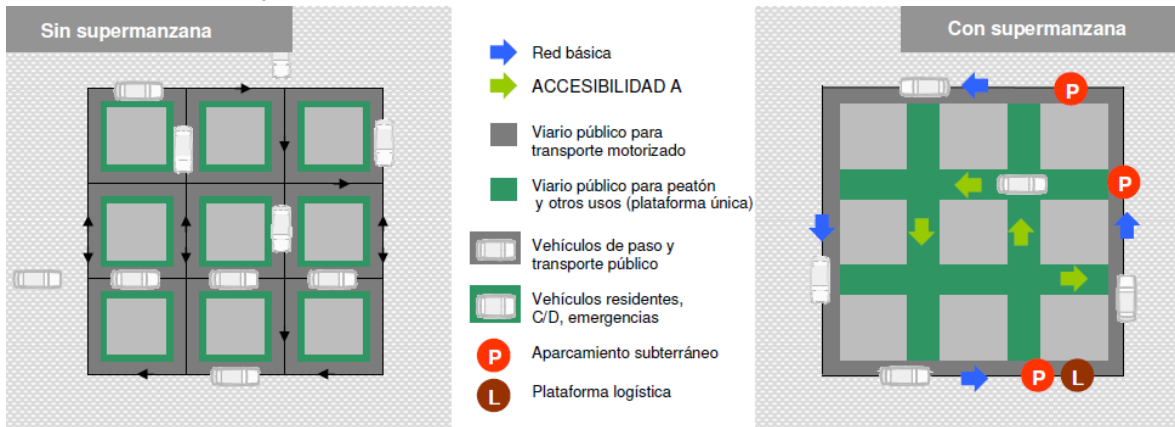 Sin supermanzana
Red básica
ACCESIBILIDAD A
Viario público para
transporte motorizado
Viario público para peatón
y otros usos (plataforma única)
Vehículos de paso y
transporte público
Vehículos residentes,
C/D, emergencias
P
Aparcamiento subterráneo
L
Plataforma logística
Con supermanzana
P
P
P
L